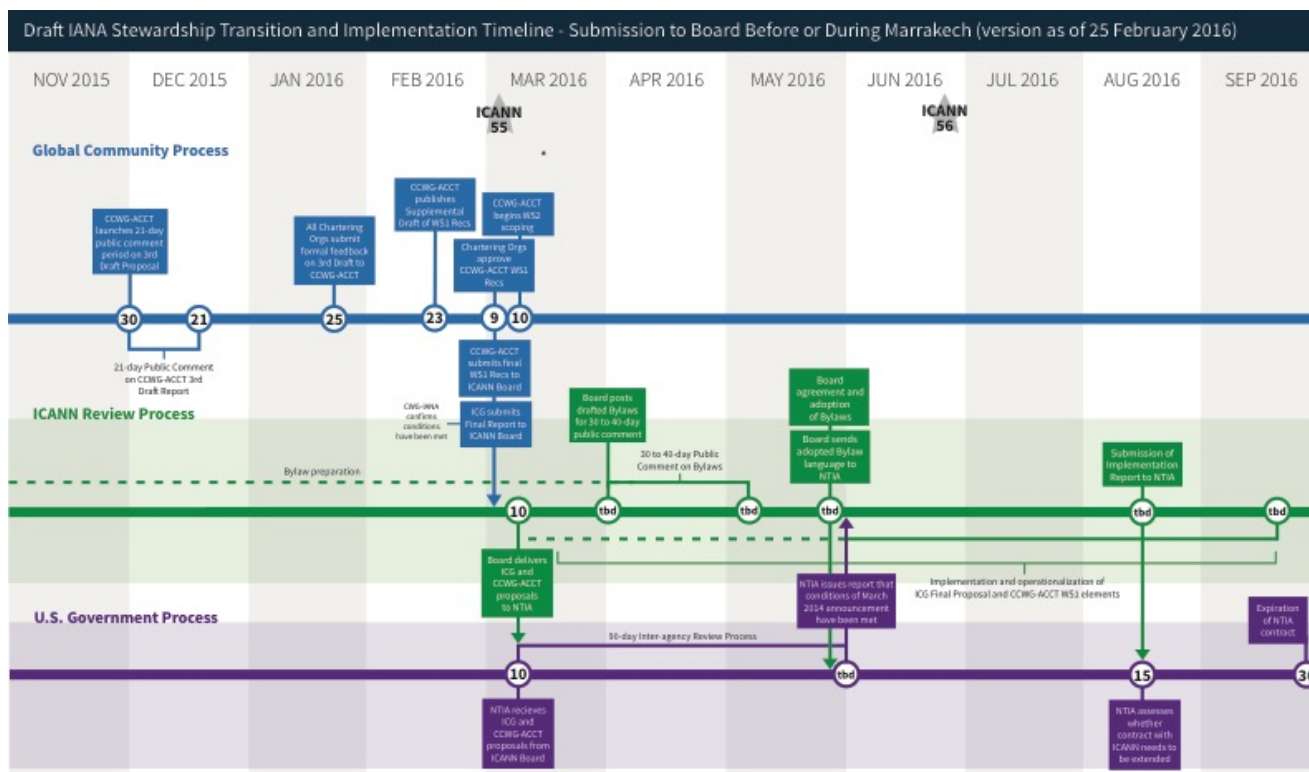 Draft IANA Stewardship Transition and Implementation Timeline - Submission to Board Before or During Marrakech (version as of 25 February 2016)
NOV 2015
DEC 2015
JAN 2016
FEB 2016
MAR 2016
APR 2016
MAY 2016
JUN 2016
JUL 2016
AUG 2016
SEP 2016
ICANN
55
ICANN
56
Global Community Process
CCWG-ACCT
launches 21-day
public comment
period on 3rd
Draft Proposal
All Chartering
Orgs submit
formal feedback
on 3rd Draft to
CCWG-ACCT
CCWG-ACCT
publishes
Supplemental
Draft of WS1 Recs
CCWG-ACCT
begins WS2
scoping
Chartering Orgs
approve
CCWG-ACCT WS1
Recs
30
21
25
23
9
10
21-day Public Comment
on CCWG-ACCT 3rd
Draft Report
CCWG-ACCT
submits final
WS1 Recs to
ICANN Board
CWG-IANA
confirms
conditions
have been met
ICG submits
Final Report to
ICANN Board
ICANN Review Process
Board posts
drafted Bylaws
for 30 to 40-day
public comment
Board
agreement and
adoption
of Bylaws
Board sends
adopted Bylaw
language to
NTIA
30 to 40-day Public
Comment on Bylaws
Submission of
Implementation
Report to NTIA
Bylaw preparation
10
tbd
tbd
tbd
tbd
tbd
Board delivers
ICG and
CCWG-ACCT
proposals
to NTIA
NTIA issues report that
conditions of March
2014 announcement
have been met
Implementation and operationalization of
ICG Final Proposal and CCWG-ACCT WS1 elements
U.S. Government Process
Expiration
of NTIA
contract
90-day Inter-agency Review Process
10
tbd
15
30
NTIA recieves
ICG and
CCWG-ACCT
proposals from
ICANN Board
NTIA assesses
whether
contract with
ICANN needs to
be extended